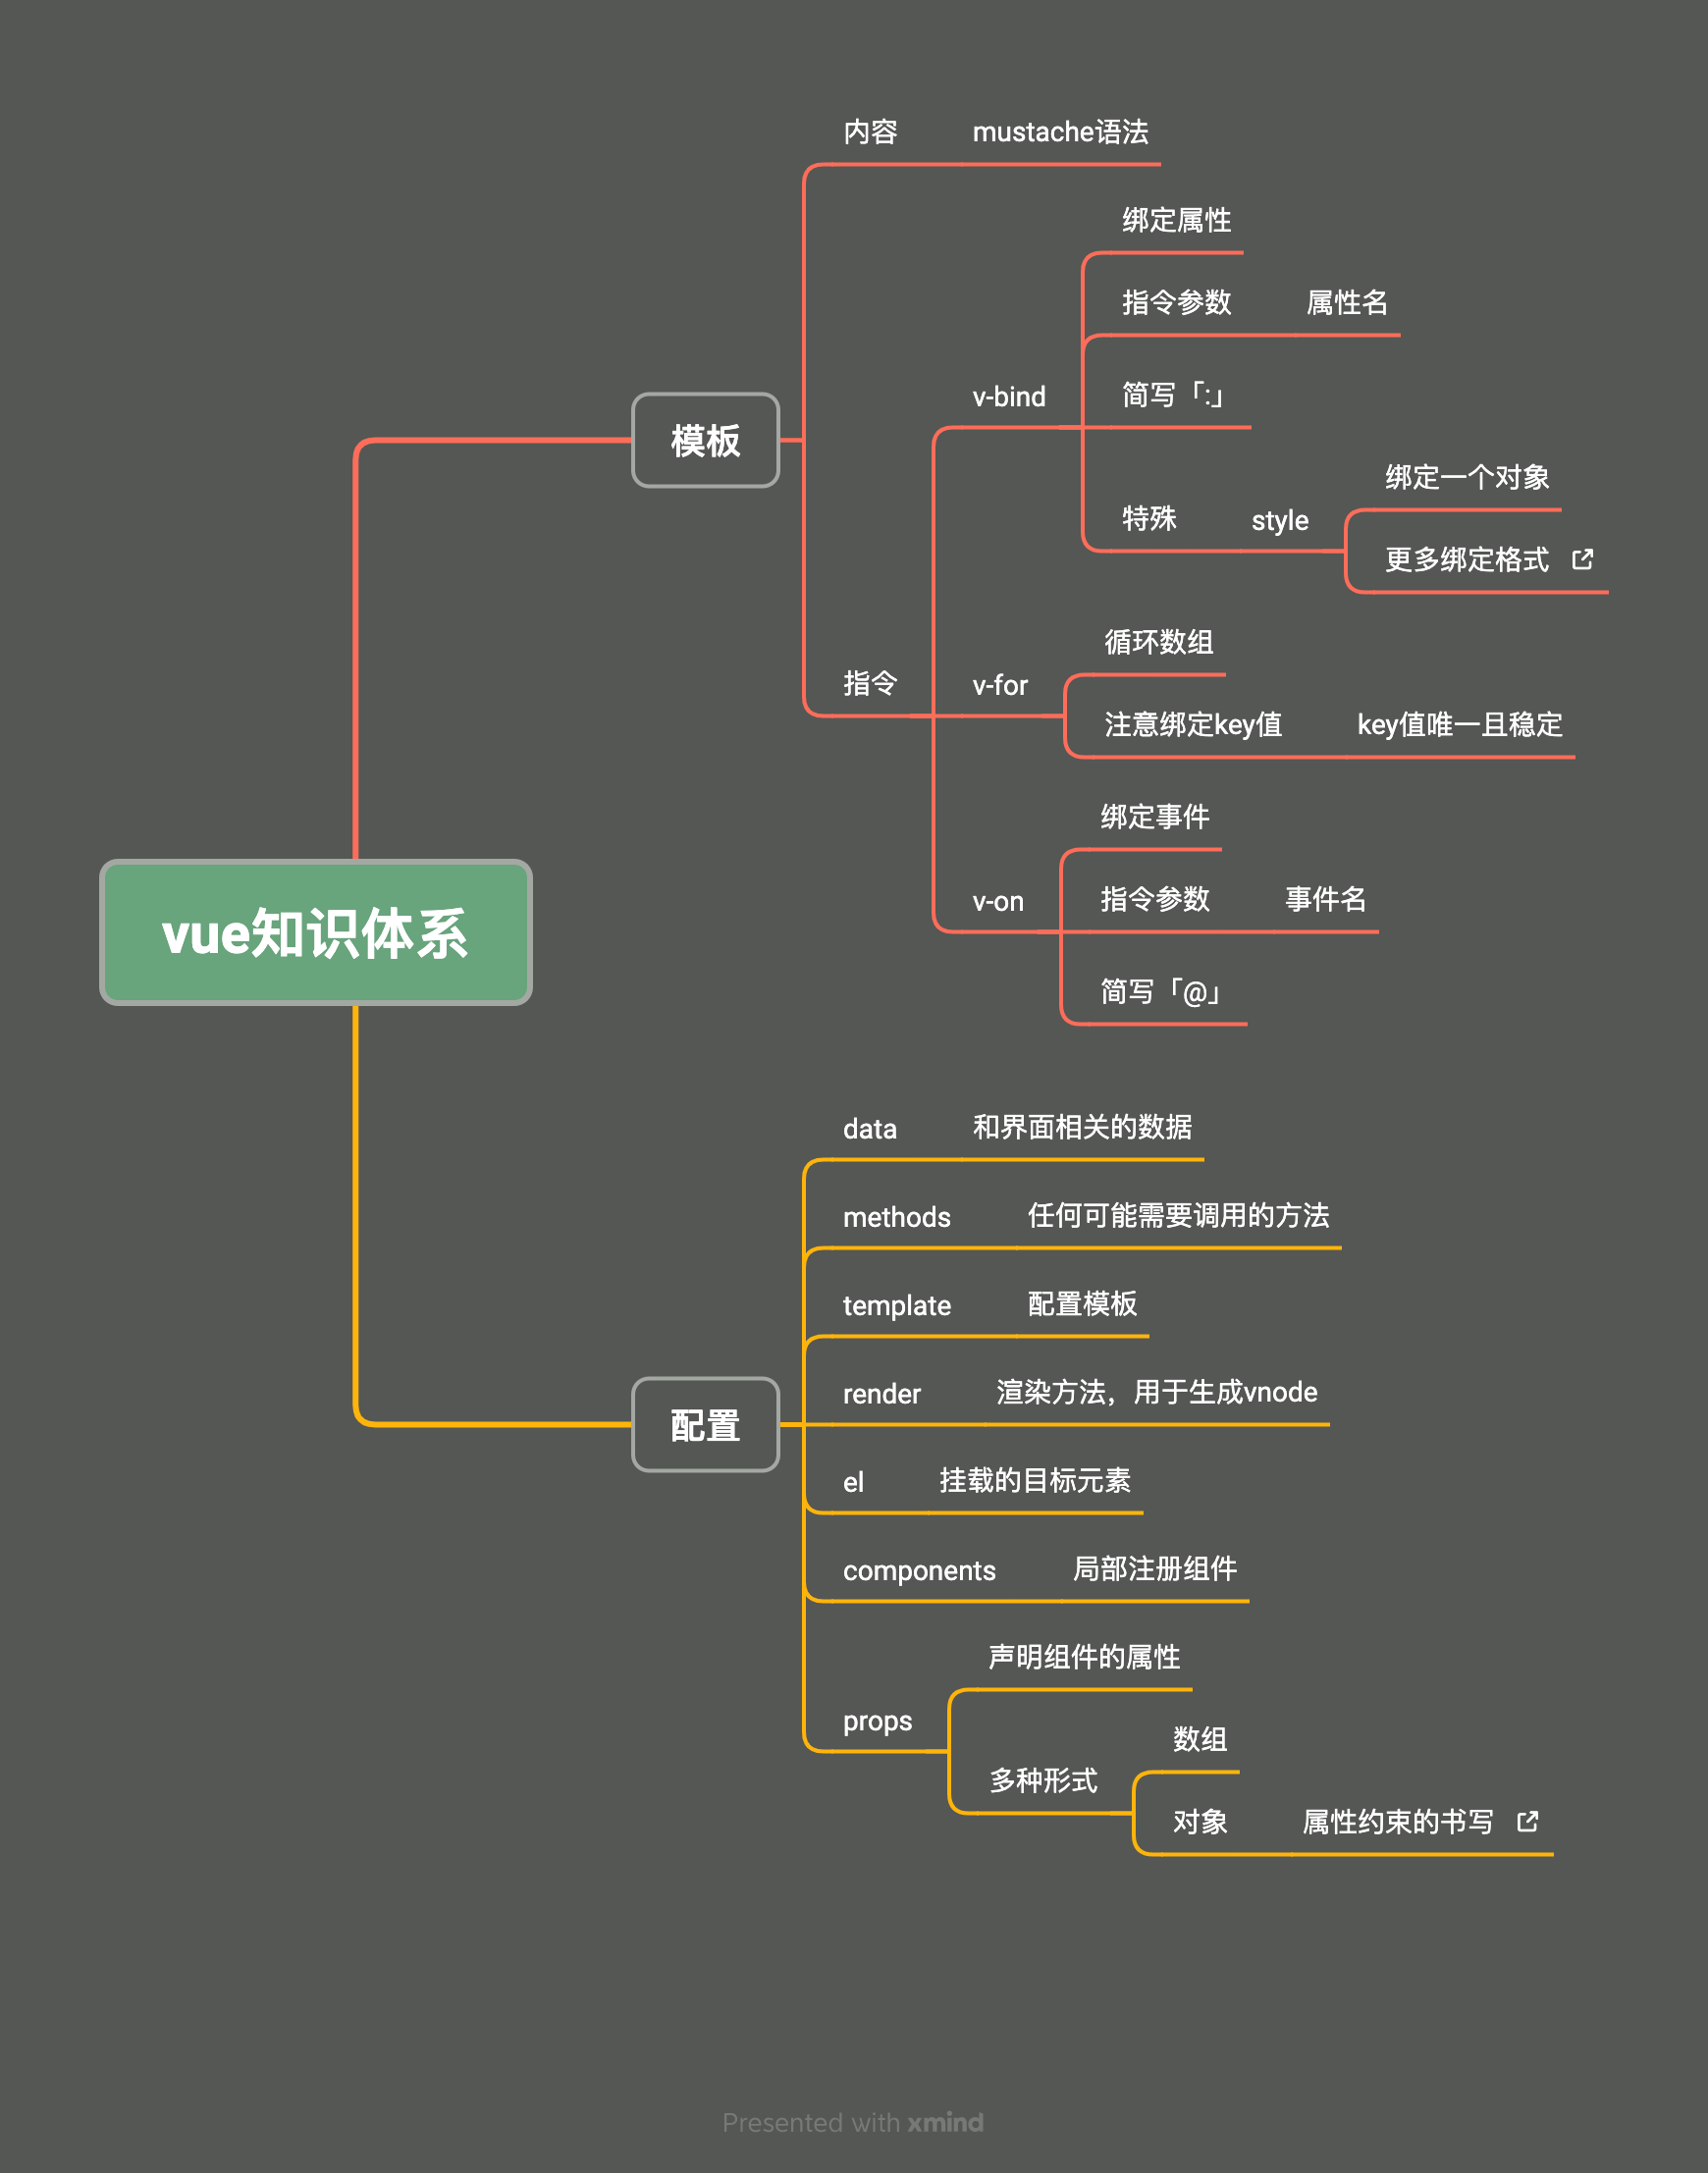 vue知识体系
模板
内容
mustache语法
指令
v-bind
绑定属性
指令参数
属性名
简写「:」
特殊
style
绑定一个对象
更多绑定格式
v-for
循环数组
注意绑定key值
key值唯一且稳定
v-on
绑定事件
指令参数
事件名
简写「@」
配置
data
和界面相关的数据
methods
任何可能需要调用的方法
template
配置模板
render
渲染方法，用于生成vnode
el
挂载的目标元素
components
局部注册组件
props
声明组件的属性
多种形式
数组
对象
属性约束的书写
Presented with xmind